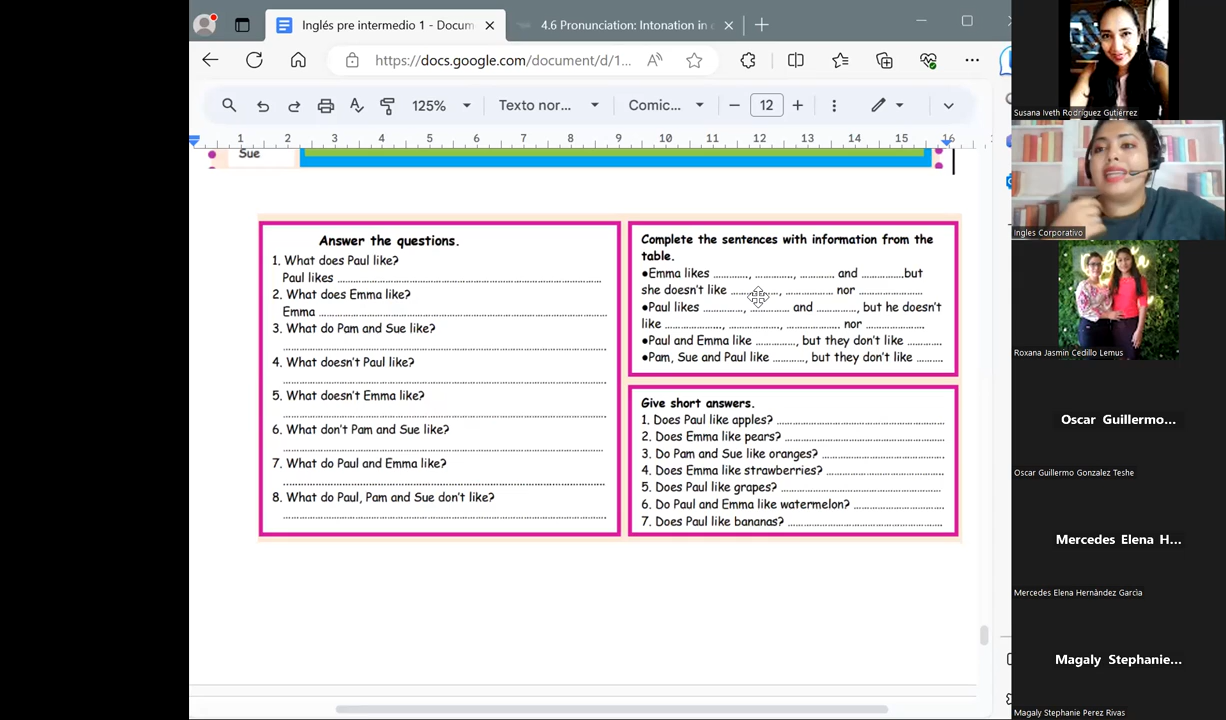 Inglés pre intermedio 1 - Docum
4.6 Pronunciation: Intonation in
https://docs.google.com/document/d/1...
125%
Texto nor...
Comic...
12
1 2 3 4 5 6 7 8 9 10 11 12 13 14 15 16
Sue
Answer the questions.
1. What does Paul like?
Paul likes ..........................................................................
2. What does Emma like?
Emma ................................................................................
3. What do Pam and Sue like?
..........................................................................................
4. What doesn't Paul like?
..........................................................................................
5. What doesn't Emma like?
..........................................................................................
6. What don't Pam and Sue like?
..........................................................................................
7. What do Paul and Emma like?
..........................................................................................
8. What do Paul, Pam and Sue don't like?
..........................................................................................
Complete the sentences with information from the
table.
•Emma likes ............, ............, ............ and ..............but
she doesn't like ................, ................ nor .....................
•Paul likes ............., ............. and ............., but he doesn't
like ..................., ................., .................. nor ...................
•Paul and Emma like ............, but they don't like ............
•Pam, Sue and Paul like ..........., but they don't like .........
Give short answers.
1. Does Paul like apples? ......................................................
2. Does Emma like pears? ...................................................
3. Do Pam and Sue like oranges? ........................................
4. Does Emma like strawberries? ......................................
5. Does Paul like grapes? ....................................................
6. Do Paul and Emma like watermelon? .............................
7. Does Paul like bananas? .................................................
Susana Iveth Rodríguez Gutiérrez
Ingles Corporativo
Roxana Jasmin Cedillo Lemus
Oscar Guillermo...
Oscar Guillermo Gonzalez Teshe
Mercedes Elena H...
Mercedes Elena Hernàndez Garcìa
Magaly Stephanie...
Magaly Stephanie Perez Rivas